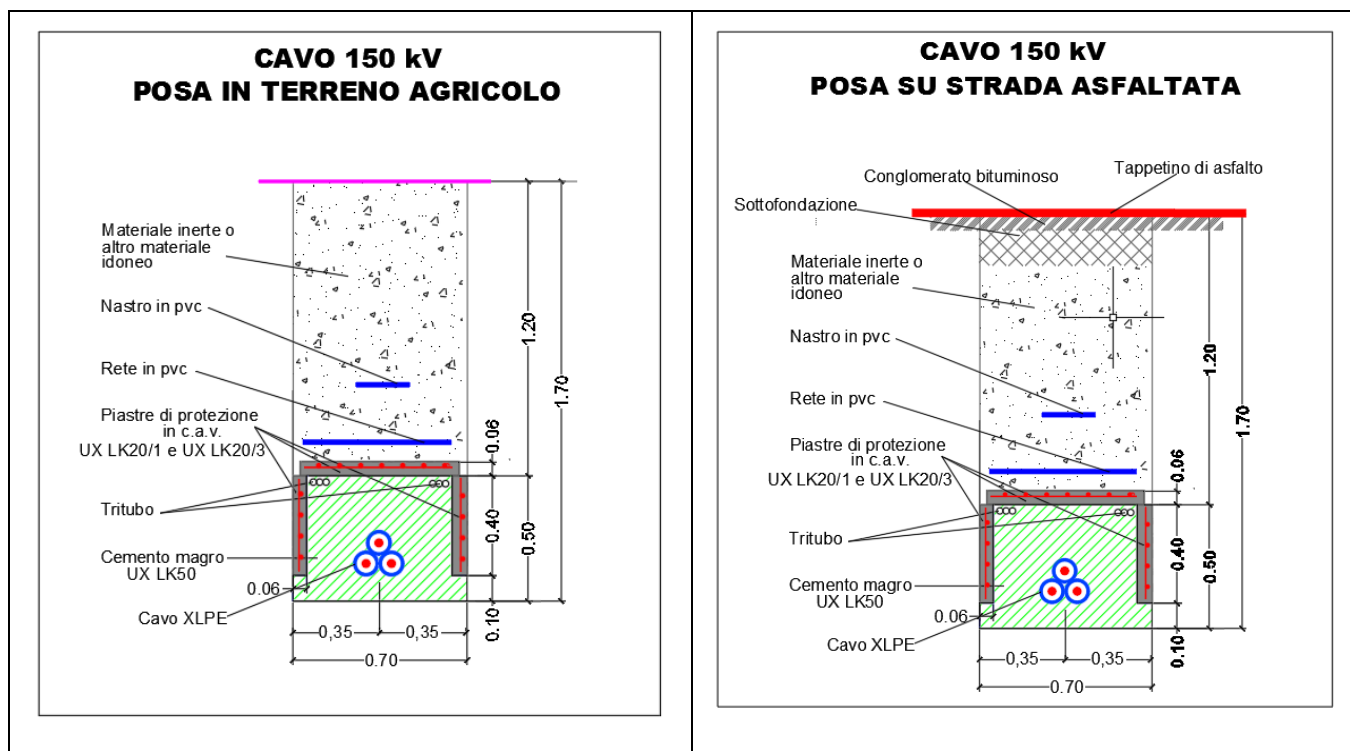 CAVO 150 kV
POSA IN TERRENO AGRICOLO
Materiale inerte o
altro materiale
idoneo
Nastro in pvc
Rete in pvc
Piastre di protezione
in c.a.v.
UX LK20/1 e UX LK20/3
Tritubo
Cemento magro
UX LK50
0.06
Cavo XLPE
0,35
0,35
0.70
1.20
1.70
0.06
0.40
0.50
0.10
CAVO 150 kV
POSA SU STRADA ASFALTATA
Tappetino di asfalto
Conglomerato bituminoso
Sottofondazione
Materiale inerte o
altro materiale
idoneo
Nastro in pvc
Rete in pvc
Piastre di protezione
in c.a.v.
UX LK20/1 e UX LK20/3
Tritubo
Cemento magro
UX LK50
0.06
Cavo XLPE
0,35
0,35
0.70
1.20
1.70
0.06
0.40
0.50
0.10